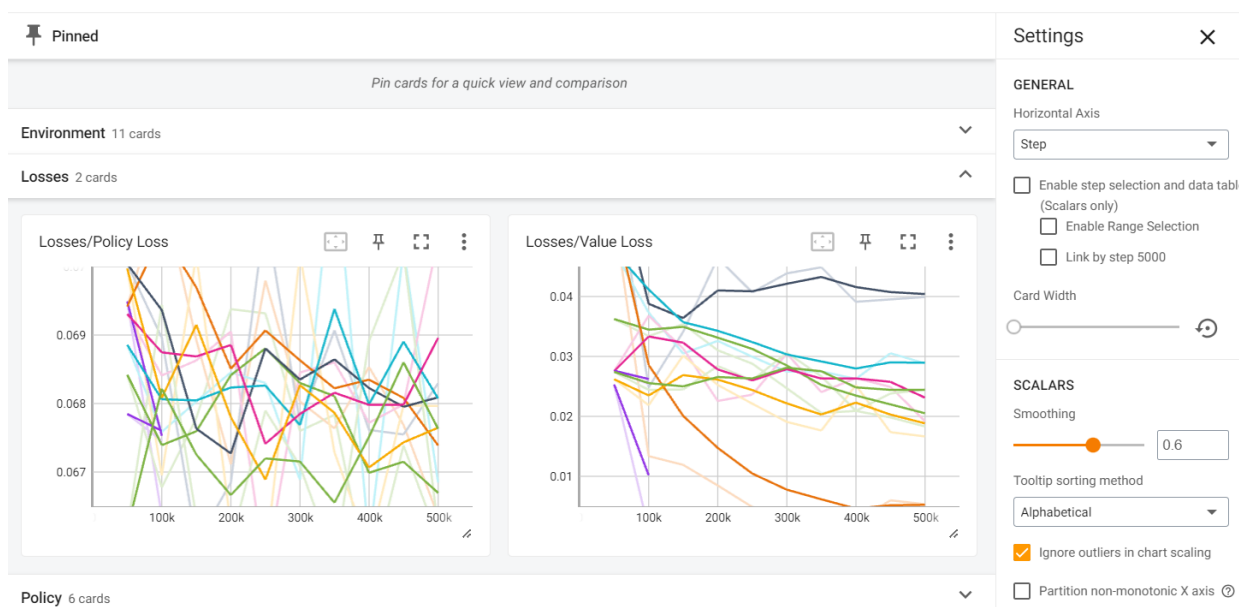 Pinned
Pin cards for a quick view and comparison
Environment 11 cards
Losses 2 cards
Losses/Policy Loss
0.069
0.068
0.067
100k 200k 300k 400k 500k
Losses/Value Loss
0.04
0.03
0.02
0.01
100k 200k 300k 400k 500k
Policy 6 cards
Settings
GENERAL
Horizontal Axis
Step
Enable step selection and data tabl
(Scalars only)
Enable Range Selection
Link by step 5000
Card Width
SCALARS
Smoothing
0.6
Tooltip sorting method
Alphabetical
Ignore outliers in chart scaling
Partition non-monotonic X axis